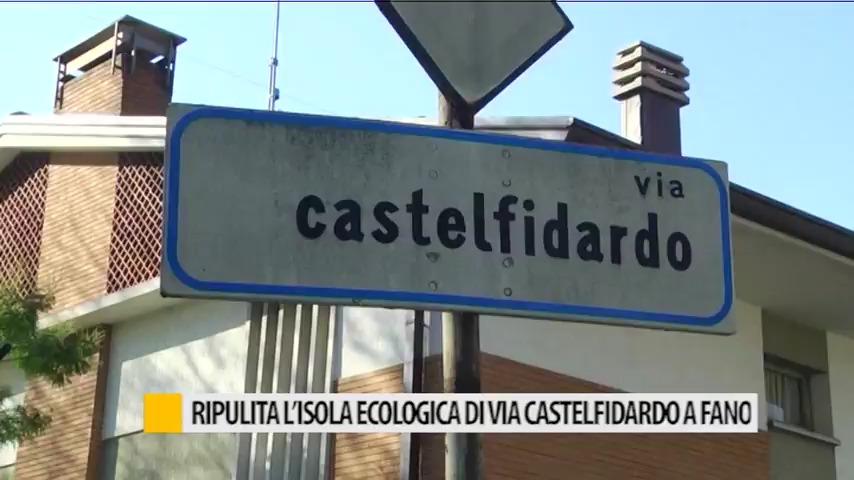 via
castelfidardo
RIPULITA L'ISOLA ECOLOGICA DI VIA CASTELFIDARDO A FANO